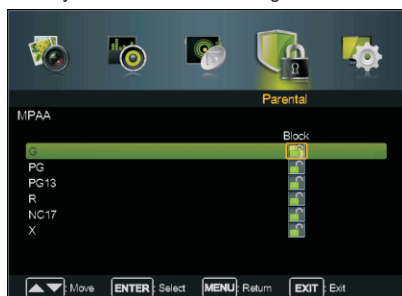 Parental
MPAA
Block
G
PG
PG13
R
NC17
X
▲▼: Move ENTER: Select MENU: Return EXIT: Exit